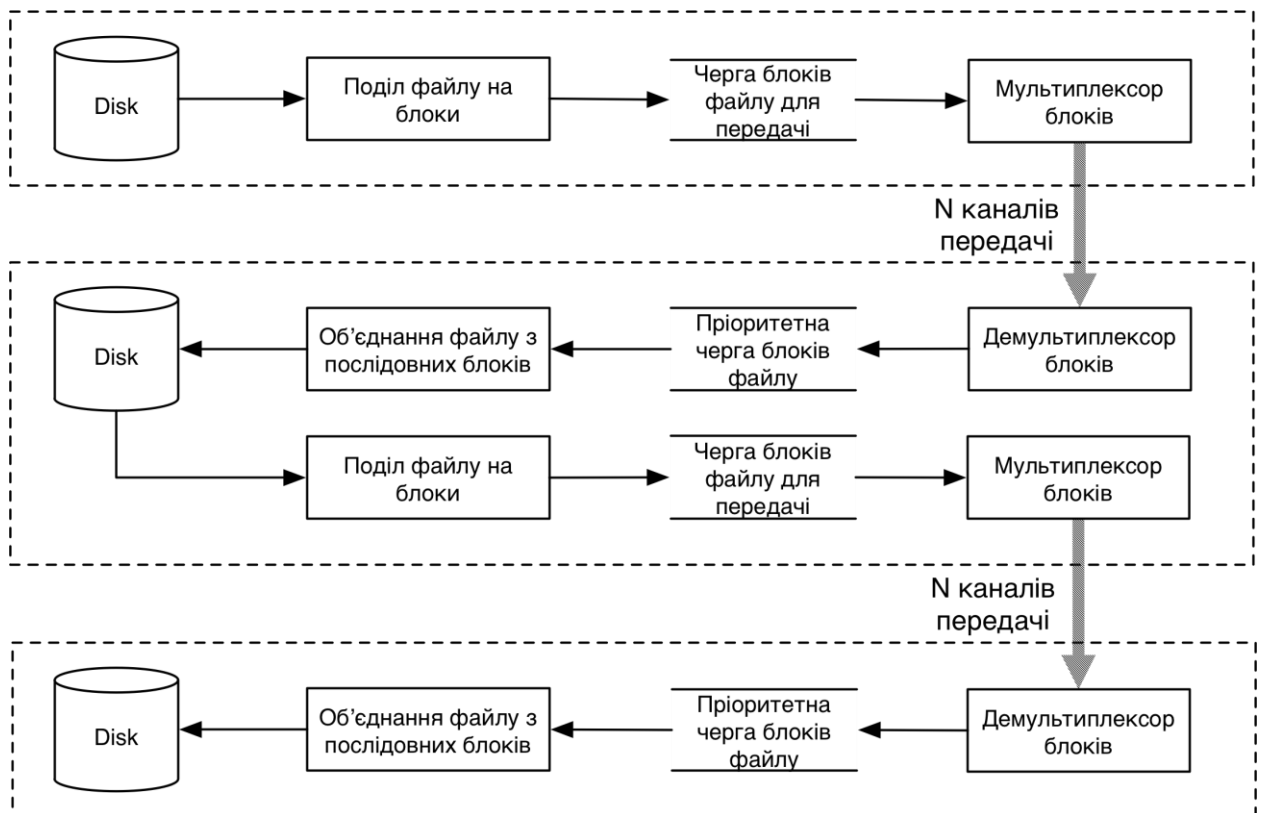 Disk
Поділ файлу на
блоки
Черга блоків
файлу для
передачі
Мультиплексор
блоків
N каналів
передачі
Disk
Об’єднання файлу з
послідовних блоків
Пріоритетна
черга блоків
файлу
Демультиплексор
блоків
Поділ файлу на
блоки
Черга блоків
файлу для
передачі
Мультиплексор
блоків
N каналів
передачі
Disk
Об’єднання файлу з
послідовних блоків
Пріоритетна
черга блоків
файлу
Демультиплексор
блоків